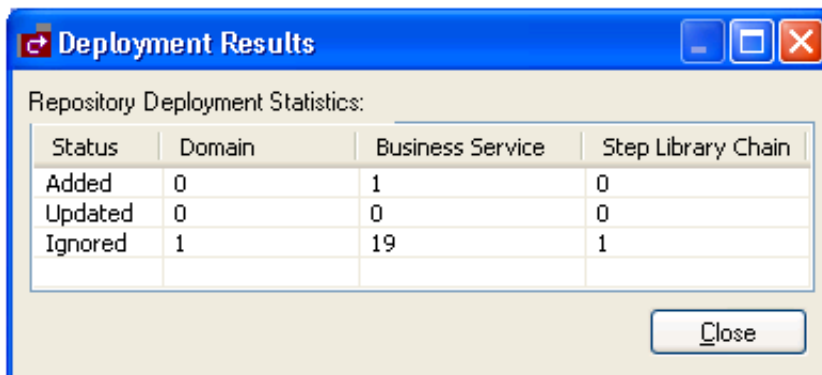 Deployment Results
Repository Deployment Statistics:
Status Domain Business Service Step Library Chain
Added 0 1 0
Updated 0 0 0
Ignored 1 19 1
Close